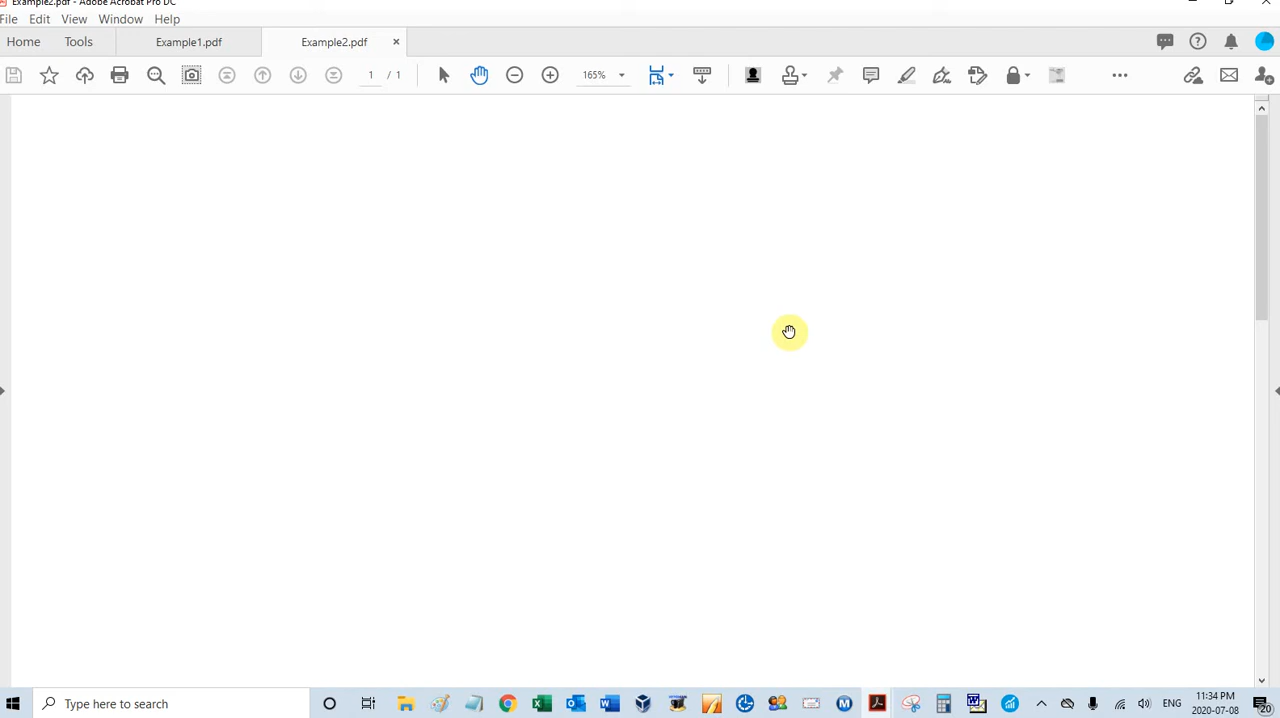 Example2.pdf - Adobe Acrobat Pro DC
File Edit View Window Help
Home Tools Example1.pdf Example2.pdf
1 / 1 165%
Type here to search
ENG
11:34 PM
2020-07-08
20